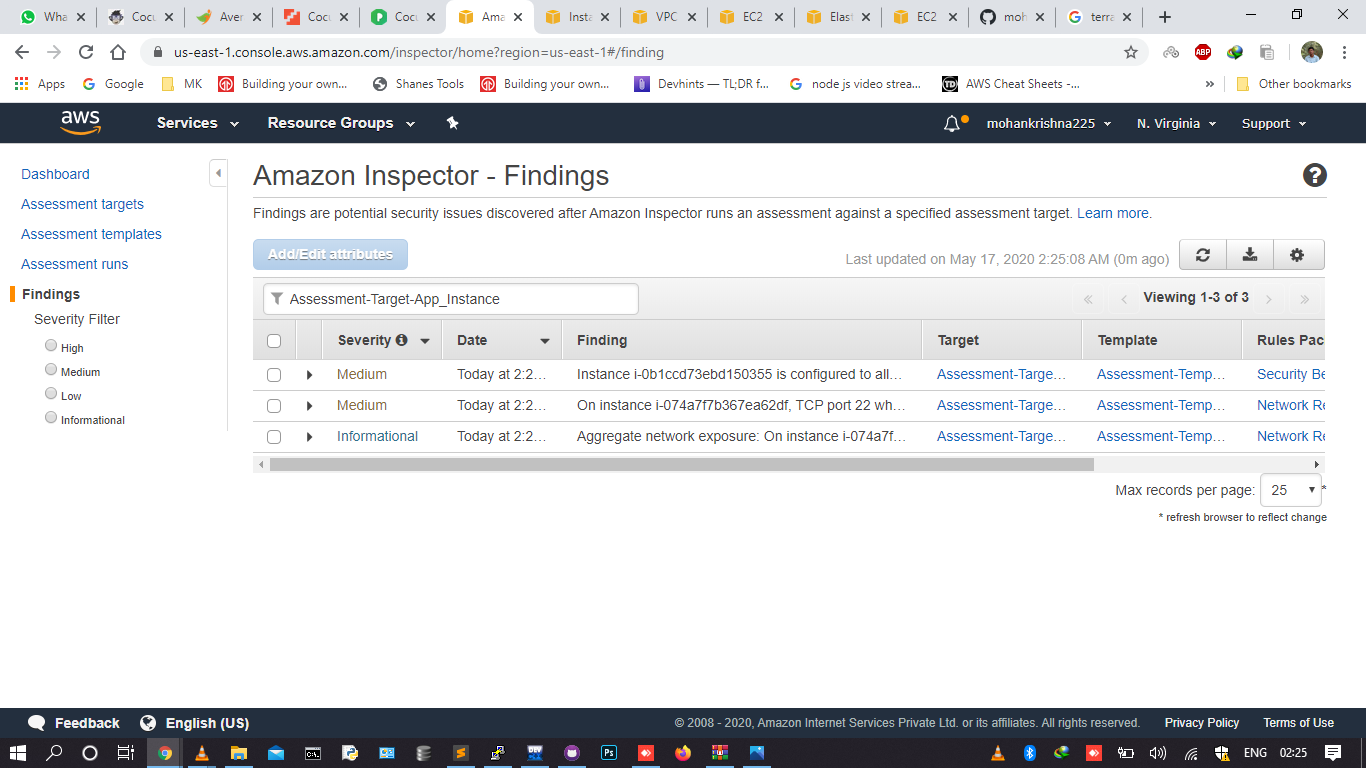 Wha
Cocu
Aver
Cocu
Cocu
Ama
Insta
VPC
EC2
Elast
EC2
moh
terra
us-east-1.console.aws.amazon.com/inspector/home?region=us-east-1#/finding
ABP
Apps
Google
MK
Building your own...
Shanes Tools
Building your own...
Devhints — TL;DR f...
node js video strea...
TD
AWS Cheat Sheets -...
»
Other bookmarks
aws
Services
Resource Groups
mohankrishna225
N. Virginia
Support
Dashboard
Assessment targets
Assessment templates
Assessment runs
Findings
Severity Filter
High
Medium
Low
Informational
Amazon Inspector - Findings
?
Findings are potential security issues discovered after Amazon Inspector runs an assessment against a specified assessment target. Learn more.
Add/Edit attributes
Last updated on May 17, 2020 2:25:08 AM (0m ago)
Assessment-Target-App_Instance
« ‹ Viewing 1-3 of 3 › »
Severity Date Finding Target Template Rules Pac
Medium Today at 2:2... Instance i-0b1ccd73ebd150355 is configured to all... Assessment-Targe... Assessment-Temp... Security Be
Medium Today at 2:2... On instance i-074a7f7b367ea62df, TCP port 22 wh... Assessment-Targe... Assessment-Temp... Network Re
Informational Today at 2:2... Aggregate network exposure: On instance i-074a7f... Assessment-Targe... Assessment-Temp... Network Re
Max records per page: 25 *
* refresh browser to reflect change
Feedback
English (US)
© 2008 - 2020, Amazon Internet Services Private Ltd. or its affiliates. All rights reserved.
Privacy Policy
Terms of Use
Ps
ENG
02:25